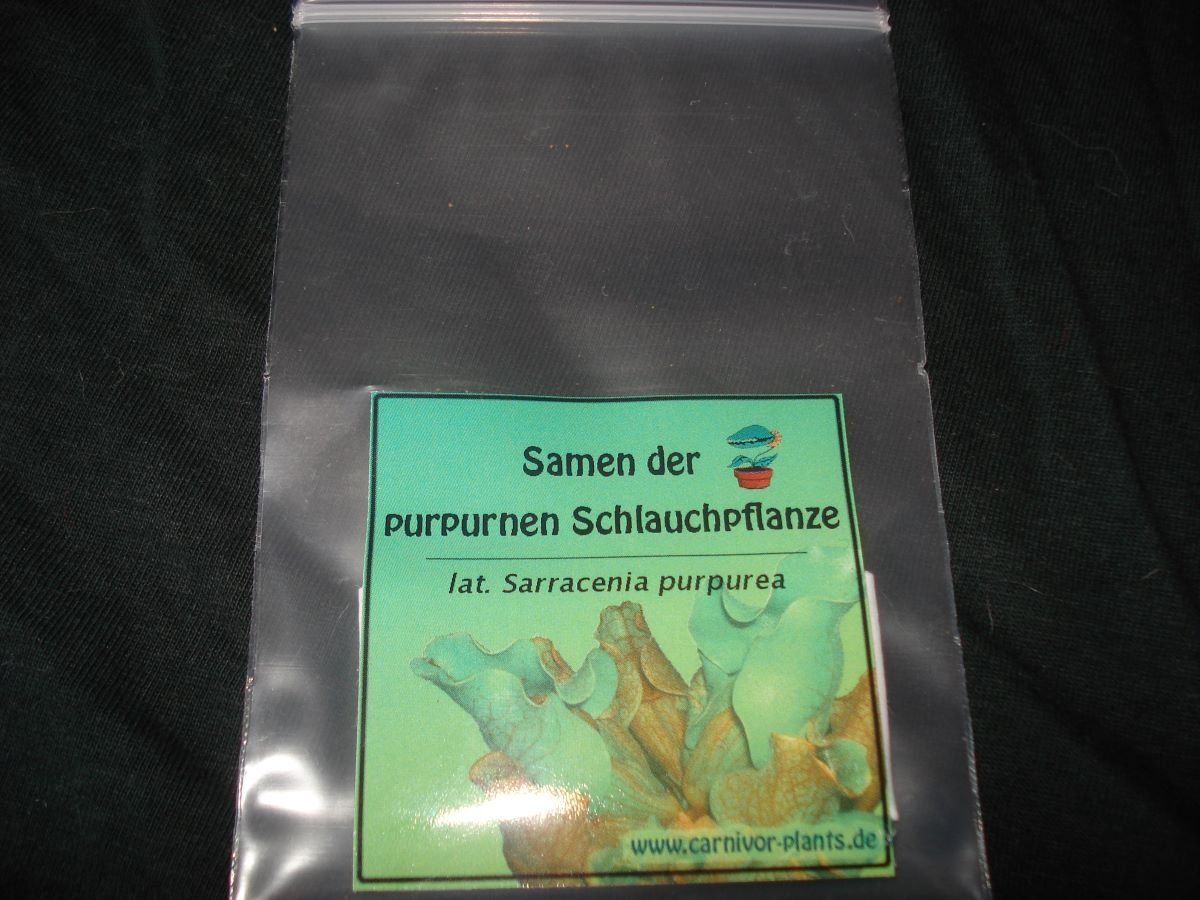 Samen der
purpurnen Schlauchpflanze
lat. Sarracenia purpurea
www.carnivor-plants.de